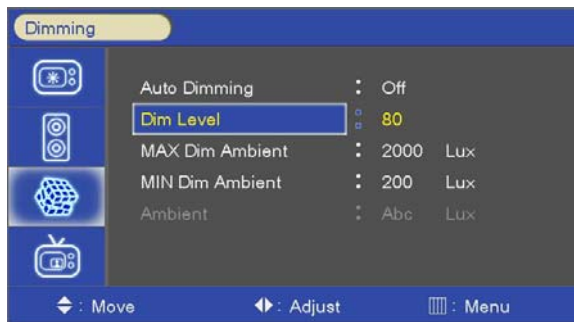 Dimming
Auto Dimming : Off
Dim Level : 80
MAX Dim Ambient : 2000 Lux
MIN Dim Ambient : 200 Lux
Ambient : Abc Lux
: Move : Adjust : Menu